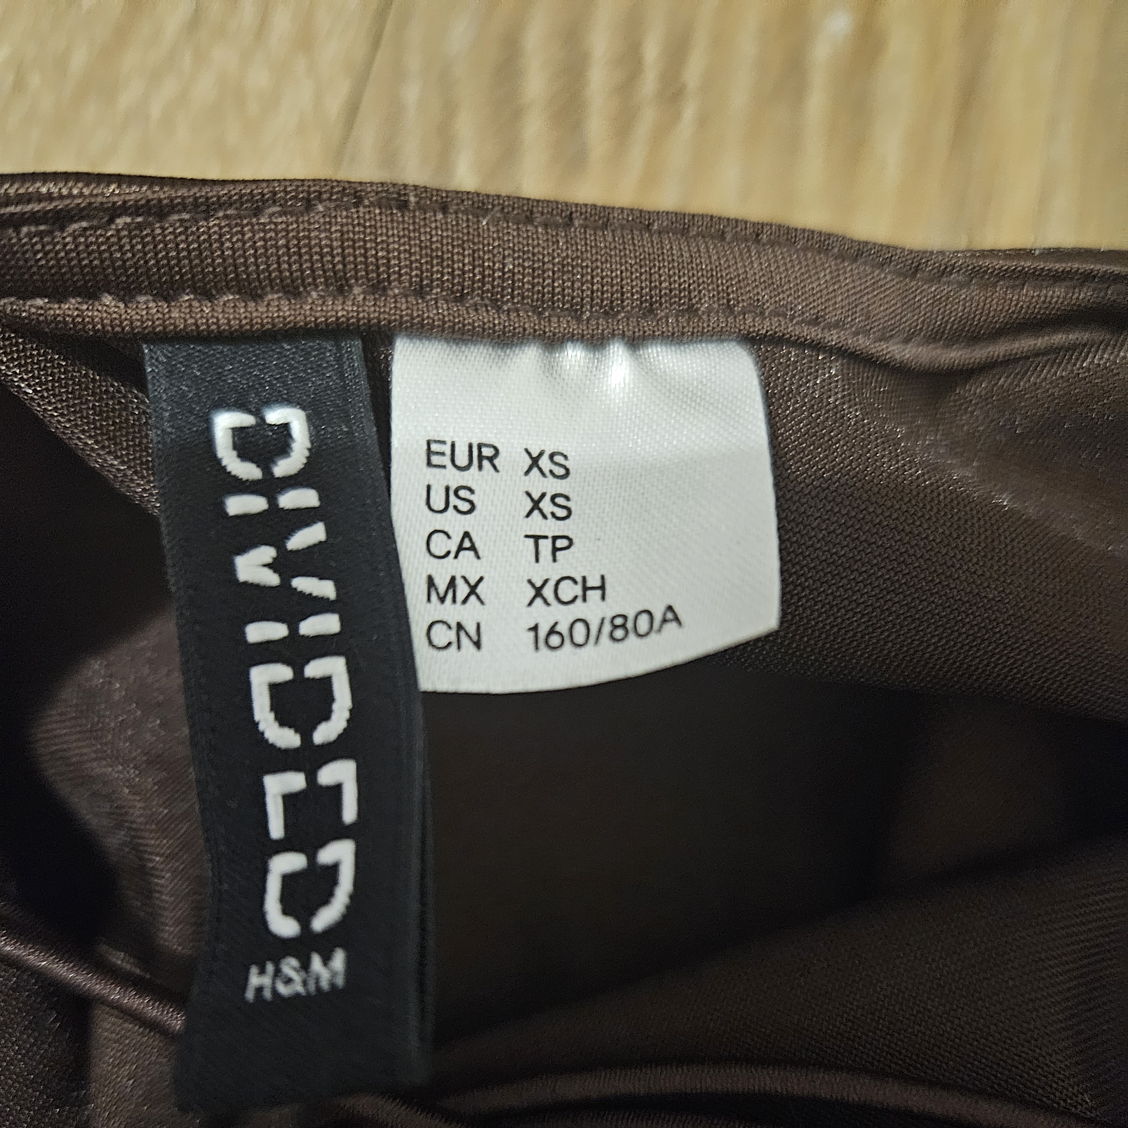 DIVIDED
H&M
EUR XS
US XS
CA TP
MX XCH
CN 160/80A